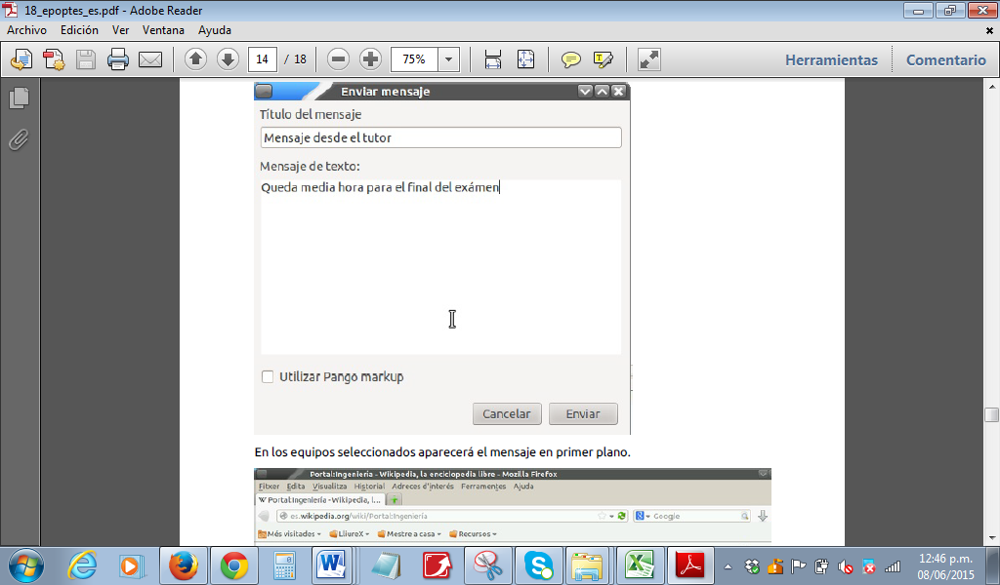 18_epoptes_es.pdf - Adobe Reader
Archivo Edición Ver Ventana Ayuda
14 / 18 75% Herramientas Comentario
Enviar mensaje
Título del mensaje
Mensaje desde el tutor
Mensaje de texto:
Queda media hora para el final del exámen
Utilizar Pango markup
Cancelar Enviar
En los equipos seleccionados aparecerá el mensaje en primer plano.
Portal:Ingeniería - Wikipedia, la enciclopedia libre - Mozilla Firefox
Fitxer Edita Visualitza Historial Adreces d'interés Ferramentes Ajuda
W Portal:Ingeniería - Wikipedia, l...
es.wikipedia.org/wiki/Portal:Ingeniería Google
Més visitades LliureX Mestre a casa Recursos
12:46 p.m.
08/06/2015